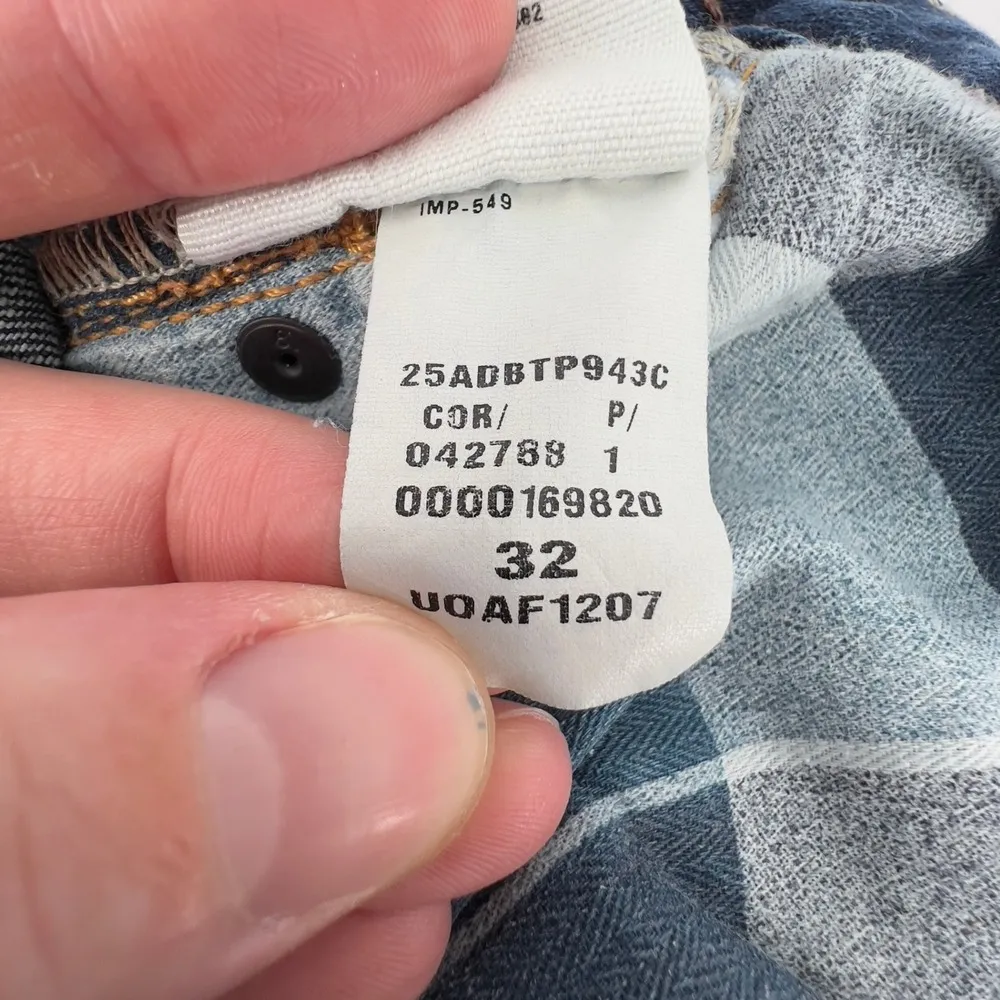 IMP-549
25ADBTP943C
COR/ P/
042788 1
0000169820
32
UOAF1207